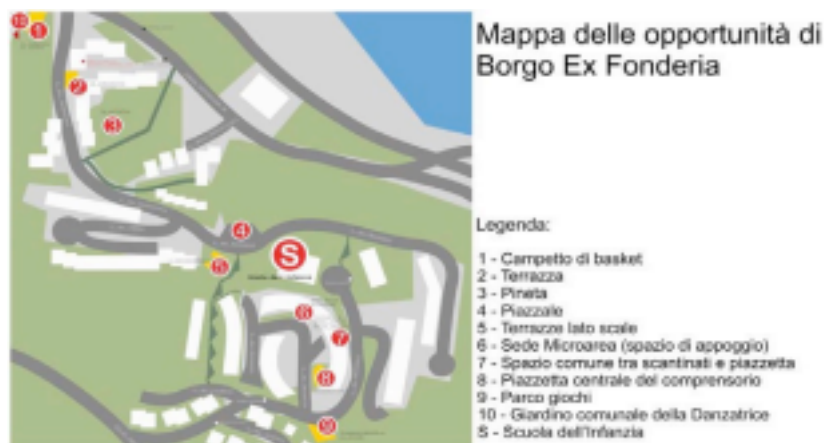 Mappa delle opportunità di
Borgo Ex Fonderia
Legenda:
1 - Campetto di basket
2 - Terrazza
3 - Pineta
4 - Piazzale
5 - Terrazze lato scale
6 - Sede Microarea (spazio di appoggio)
7 - Spazio comune tra scantinati e piazzetta
8 - Piazzetta centrale del comprensorio
9 - Parco giochi
10 - Giardino comunale della Danzatrice
S - Scuola dell'Infanzia
10
1
2
3
4
5
S
6
7
8
9